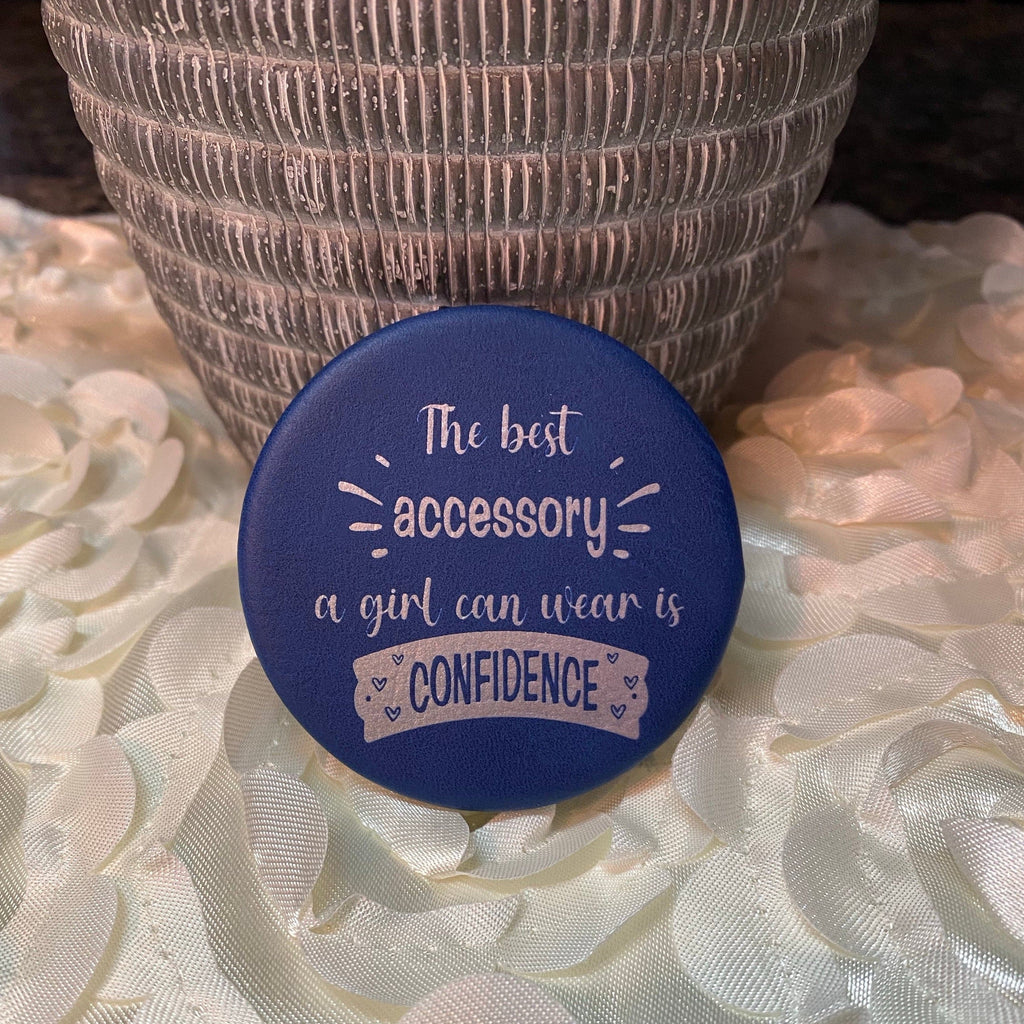 The best
accessory
a girl can wear is
CONFIDENCE